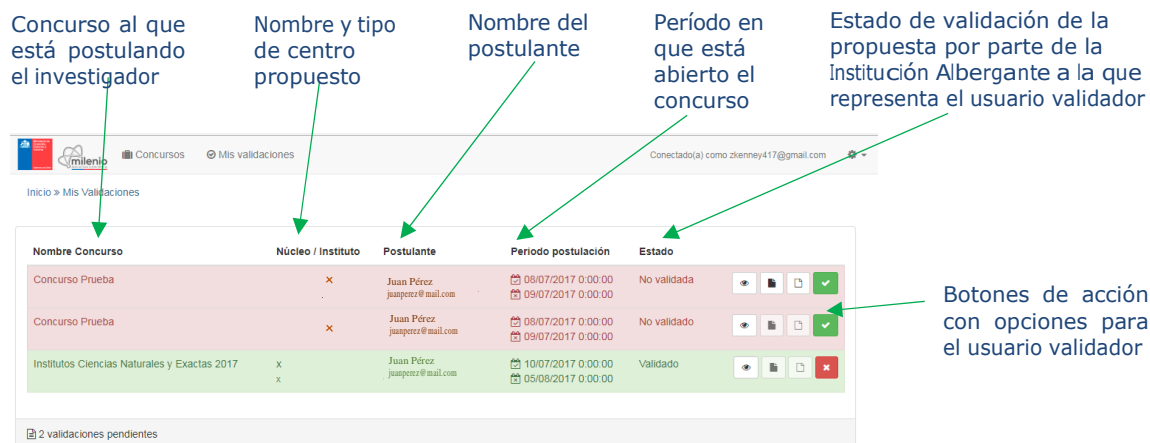 Concurso al que
está postulando
el investigador
Nombre y tipo
de centro
propuesto
Nombre del
postulante
Período en
que está
abierto el
concurso
Estado de validación de la
propuesta por parte de la
Institución Albergante a la que
representa el usuario validador
milenio
Concursos
Mis validaciones
Conectado(a) como zkenney417@gmail.com
Inicio » Mis Validaciones
Nombre Concurso Núcleo / Instituto Postulante Periodo postulación Estado
Concurso Prueba x Juan Pérez 08/07/2017 0:00:00 No validada
juanperez@mail.com 09/07/2017 0:00:00
Concurso Prueba x Juan Pérez 08/07/2017 0:00:00 No validado
juanperez@mail.com 09/07/2017 0:00:00
Institutos Ciencias Naturales y Exactas 2017 x Juan Pérez 10/07/2017 0:00:00 Validado
x juanperez@mail.com 05/08/2017 0:00:00
Botones de acción
con opciones para
el usuario validador
2 validaciones pendientes